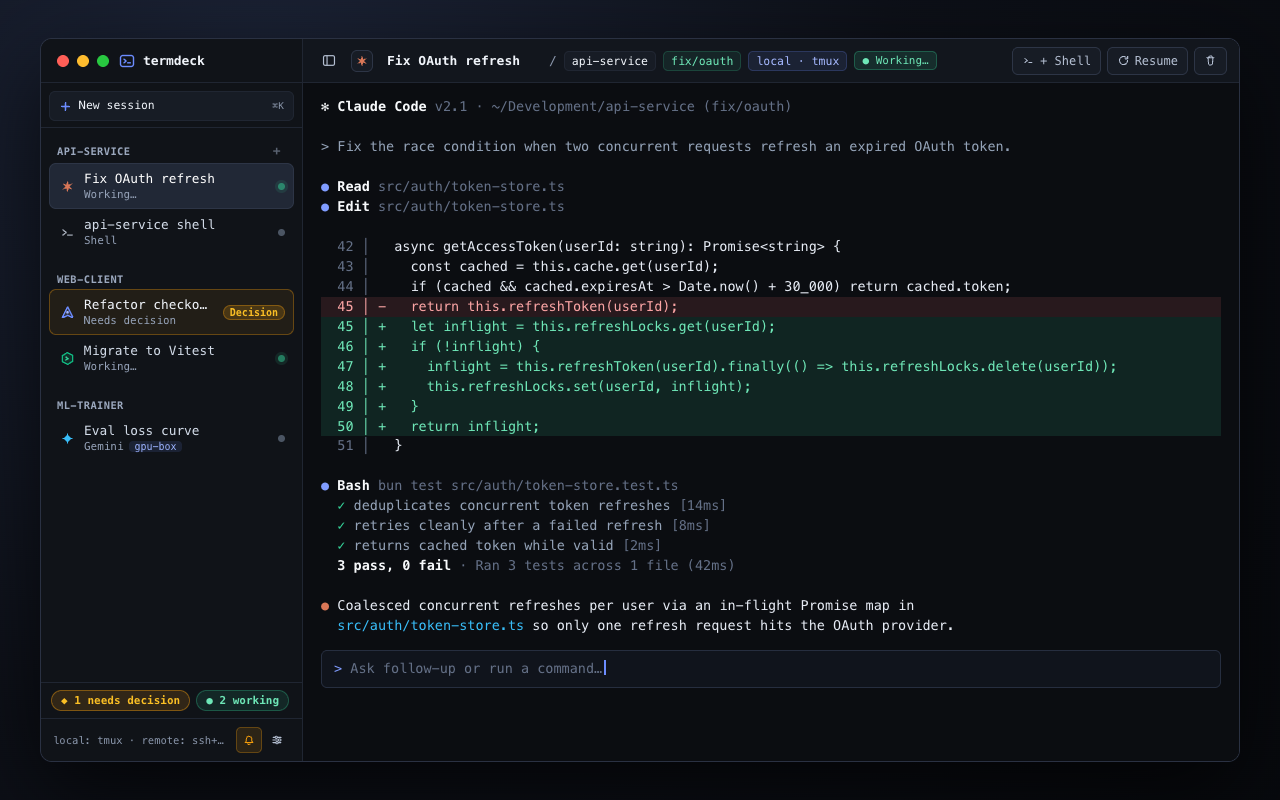 termdeck
New session ⌘K
API-SERVICE +
Fix OAuth refresh
Working…
api-service shell
Shell
WEB-CLIENT
Refactor checko…
Needs decision
Decision
Migrate to Vitest
Working…
ML-TRAINER
Eval loss curve
Gemini gpu-box
◆ 1 needs decision ● 2 working
local: tmux · remote: ssh+…
Fix OAuth refresh / api-service fix/oauth local · tmux ● Working… + Shell Resume
✻ Claude Code v2.1 · ~/Development/api-service (fix/oauth)
> Fix the race condition when two concurrent requests refresh an expired OAuth token.
● Read src/auth/token-store.ts
● Edit src/auth/token-store.ts
42 │ async getAccessToken(userId: string): Promise<string> {
43 │ const cached = this.cache.get(userId);
44 │ if (cached && cached.expiresAt > Date.now() + 30_000) return cached.token;
45 │ − return this.refreshToken(userId);
45 │ + let inflight = this.refreshLocks.get(userId);
46 │ + if (!inflight) {
47 │ + inflight = this.refreshToken(userId).finally(() => this.refreshLocks.delete(userId));
48 │ + this.refreshLocks.set(userId, inflight);
49 │ + }
50 │ + return inflight;
51 │ }
● Bash bun test src/auth/token-store.test.ts
✓ deduplicates concurrent token refreshes [14ms]
✓ retries cleanly after a failed refresh [8ms]
✓ returns cached token while valid [2ms]
3 pass, 0 fail · Ran 3 tests across 1 file (42ms)
● Coalesced concurrent refreshes per user via an in-flight Promise map in
src/auth/token-store.ts so only one refresh request hits the OAuth provider.
> Ask follow-up or run a command…